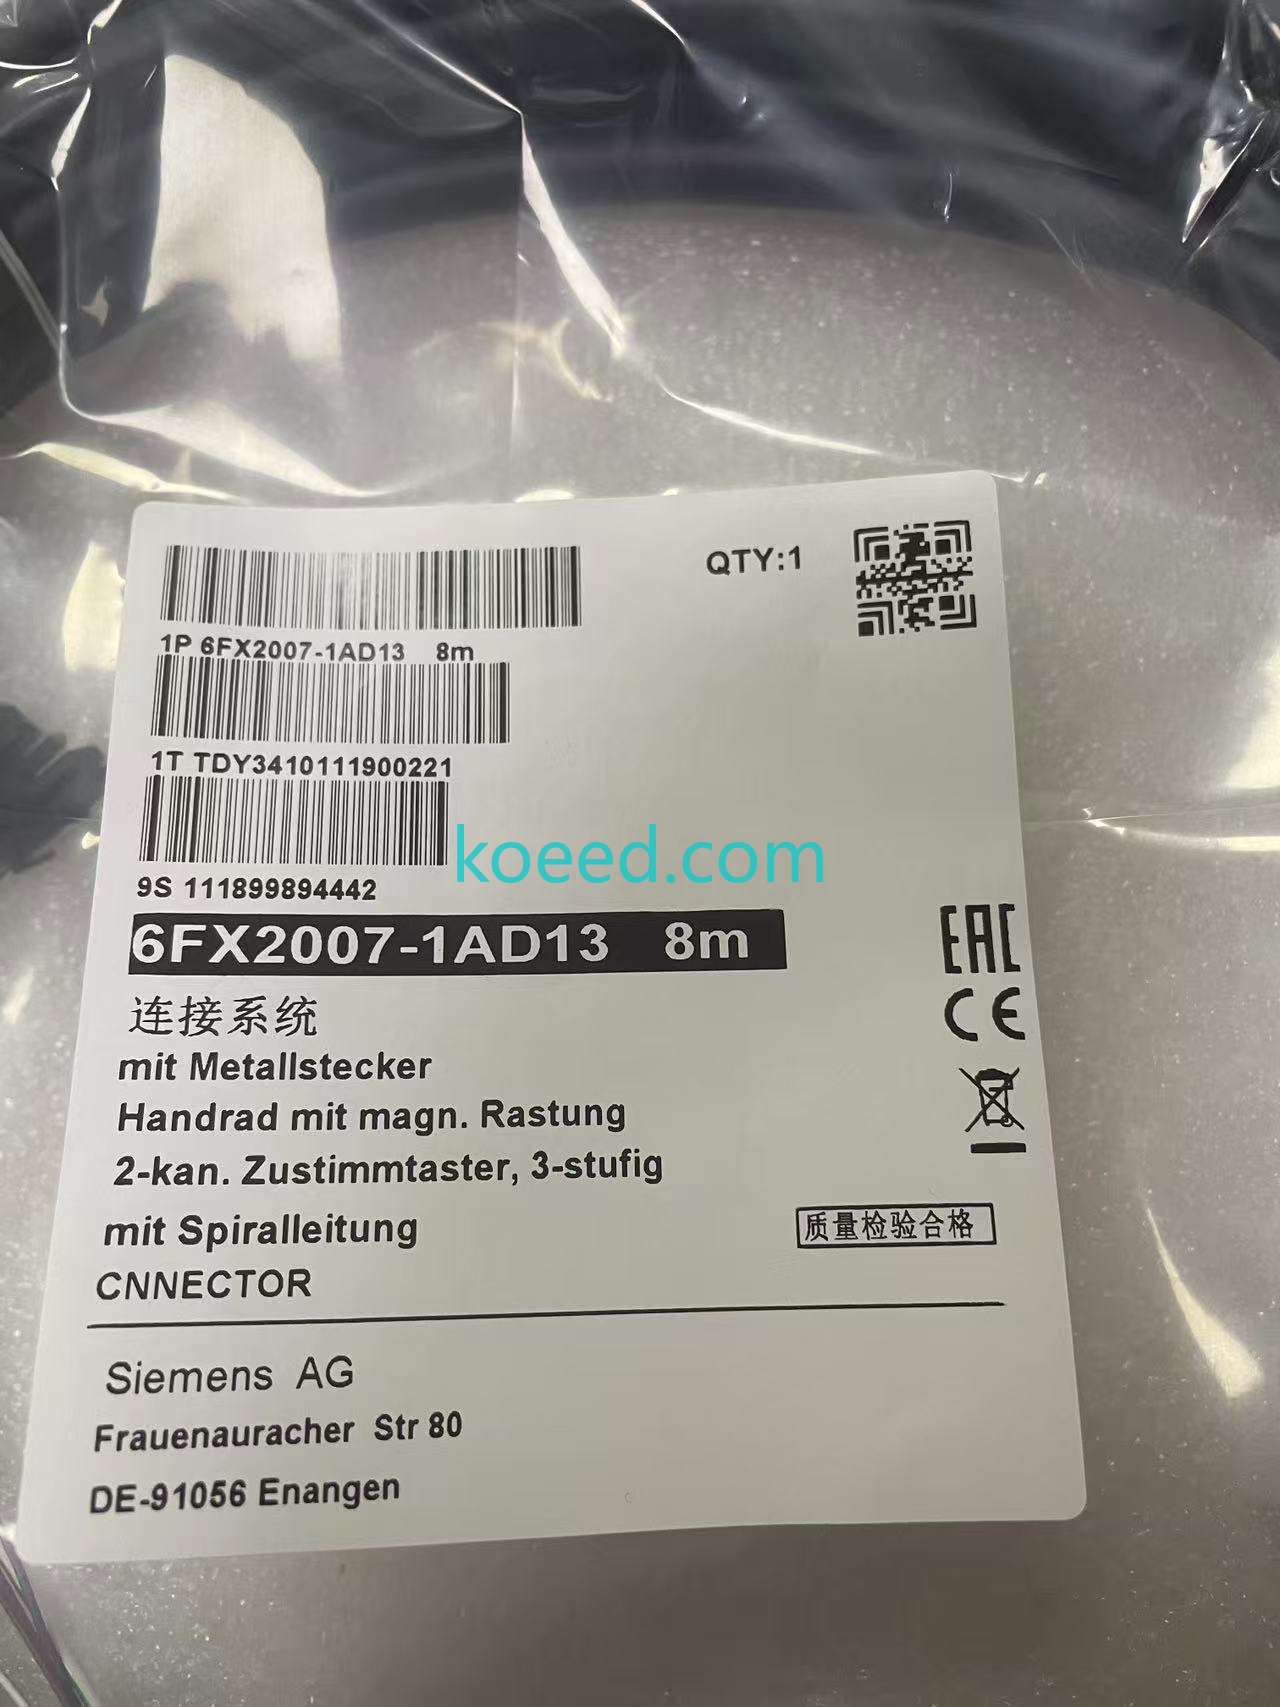 QTY:1
1P 6FX2007-1AD13 8m
1T TDY3410111900221
9S 111899894442
koeed.com
6FX2007-1AD13 8m
EAC
CE
连接系统
mit Metallstecker
Handrad mit magn. Rastung
2-kan. Zustimmtaster, 3-stufig
mit Spiralleitung
质量检验合格
CNNECTOR
Siemens AG
Frauenauracher Str 80
DE-91056 Enangen